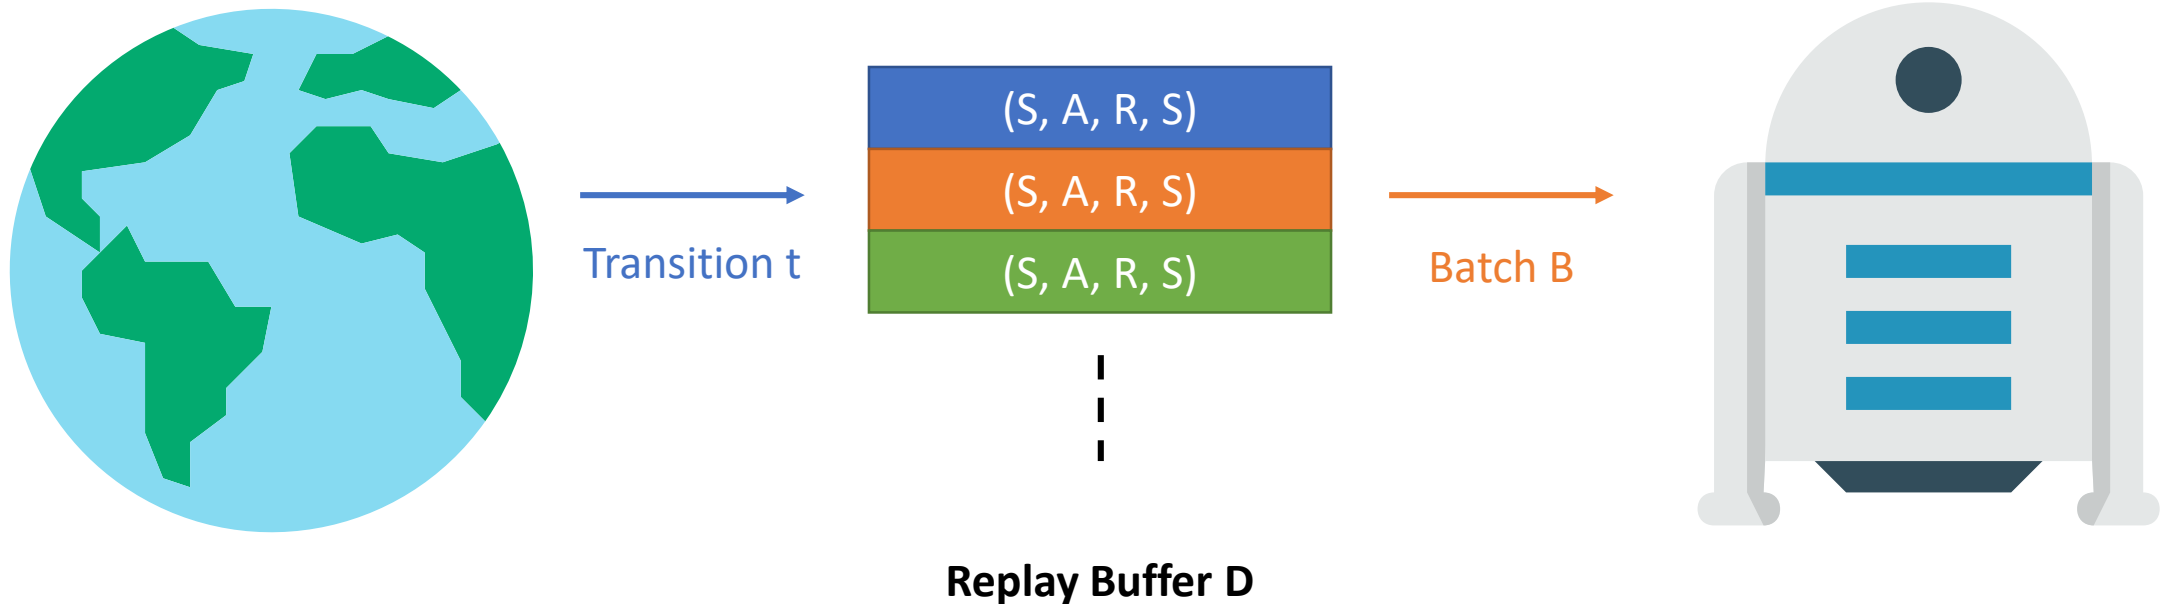 (S, A, R, S)
(S, A, R, S)
(S, A, R, S)
Transition t
Batch B
Replay Buffer D